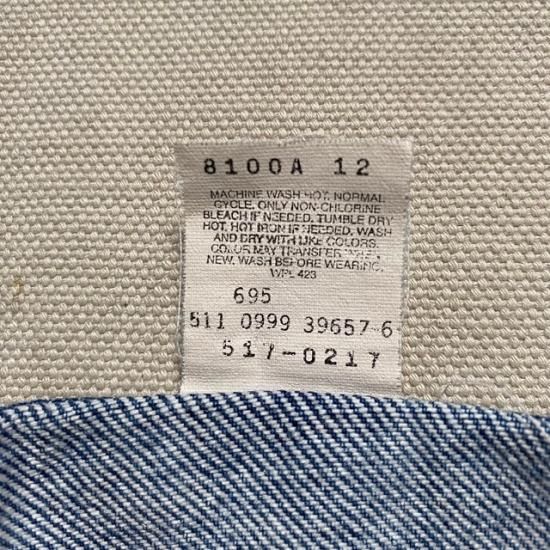 8100A 12
MACHINE WASH HOT, NORMAL
CYCLE, ONLY NON-CHLORINE
BLEACH IF NEEDED. TUMBLE DRY
HOT, HOT IRON IF NEEDED. WASH
AND DRY WITH LIKE COLORS.
COLOR MAY TRANSFER WHEN
NEW. WASH BEFORE WEARING.
WPL 423
695
511 0999 39657 6
517-0217